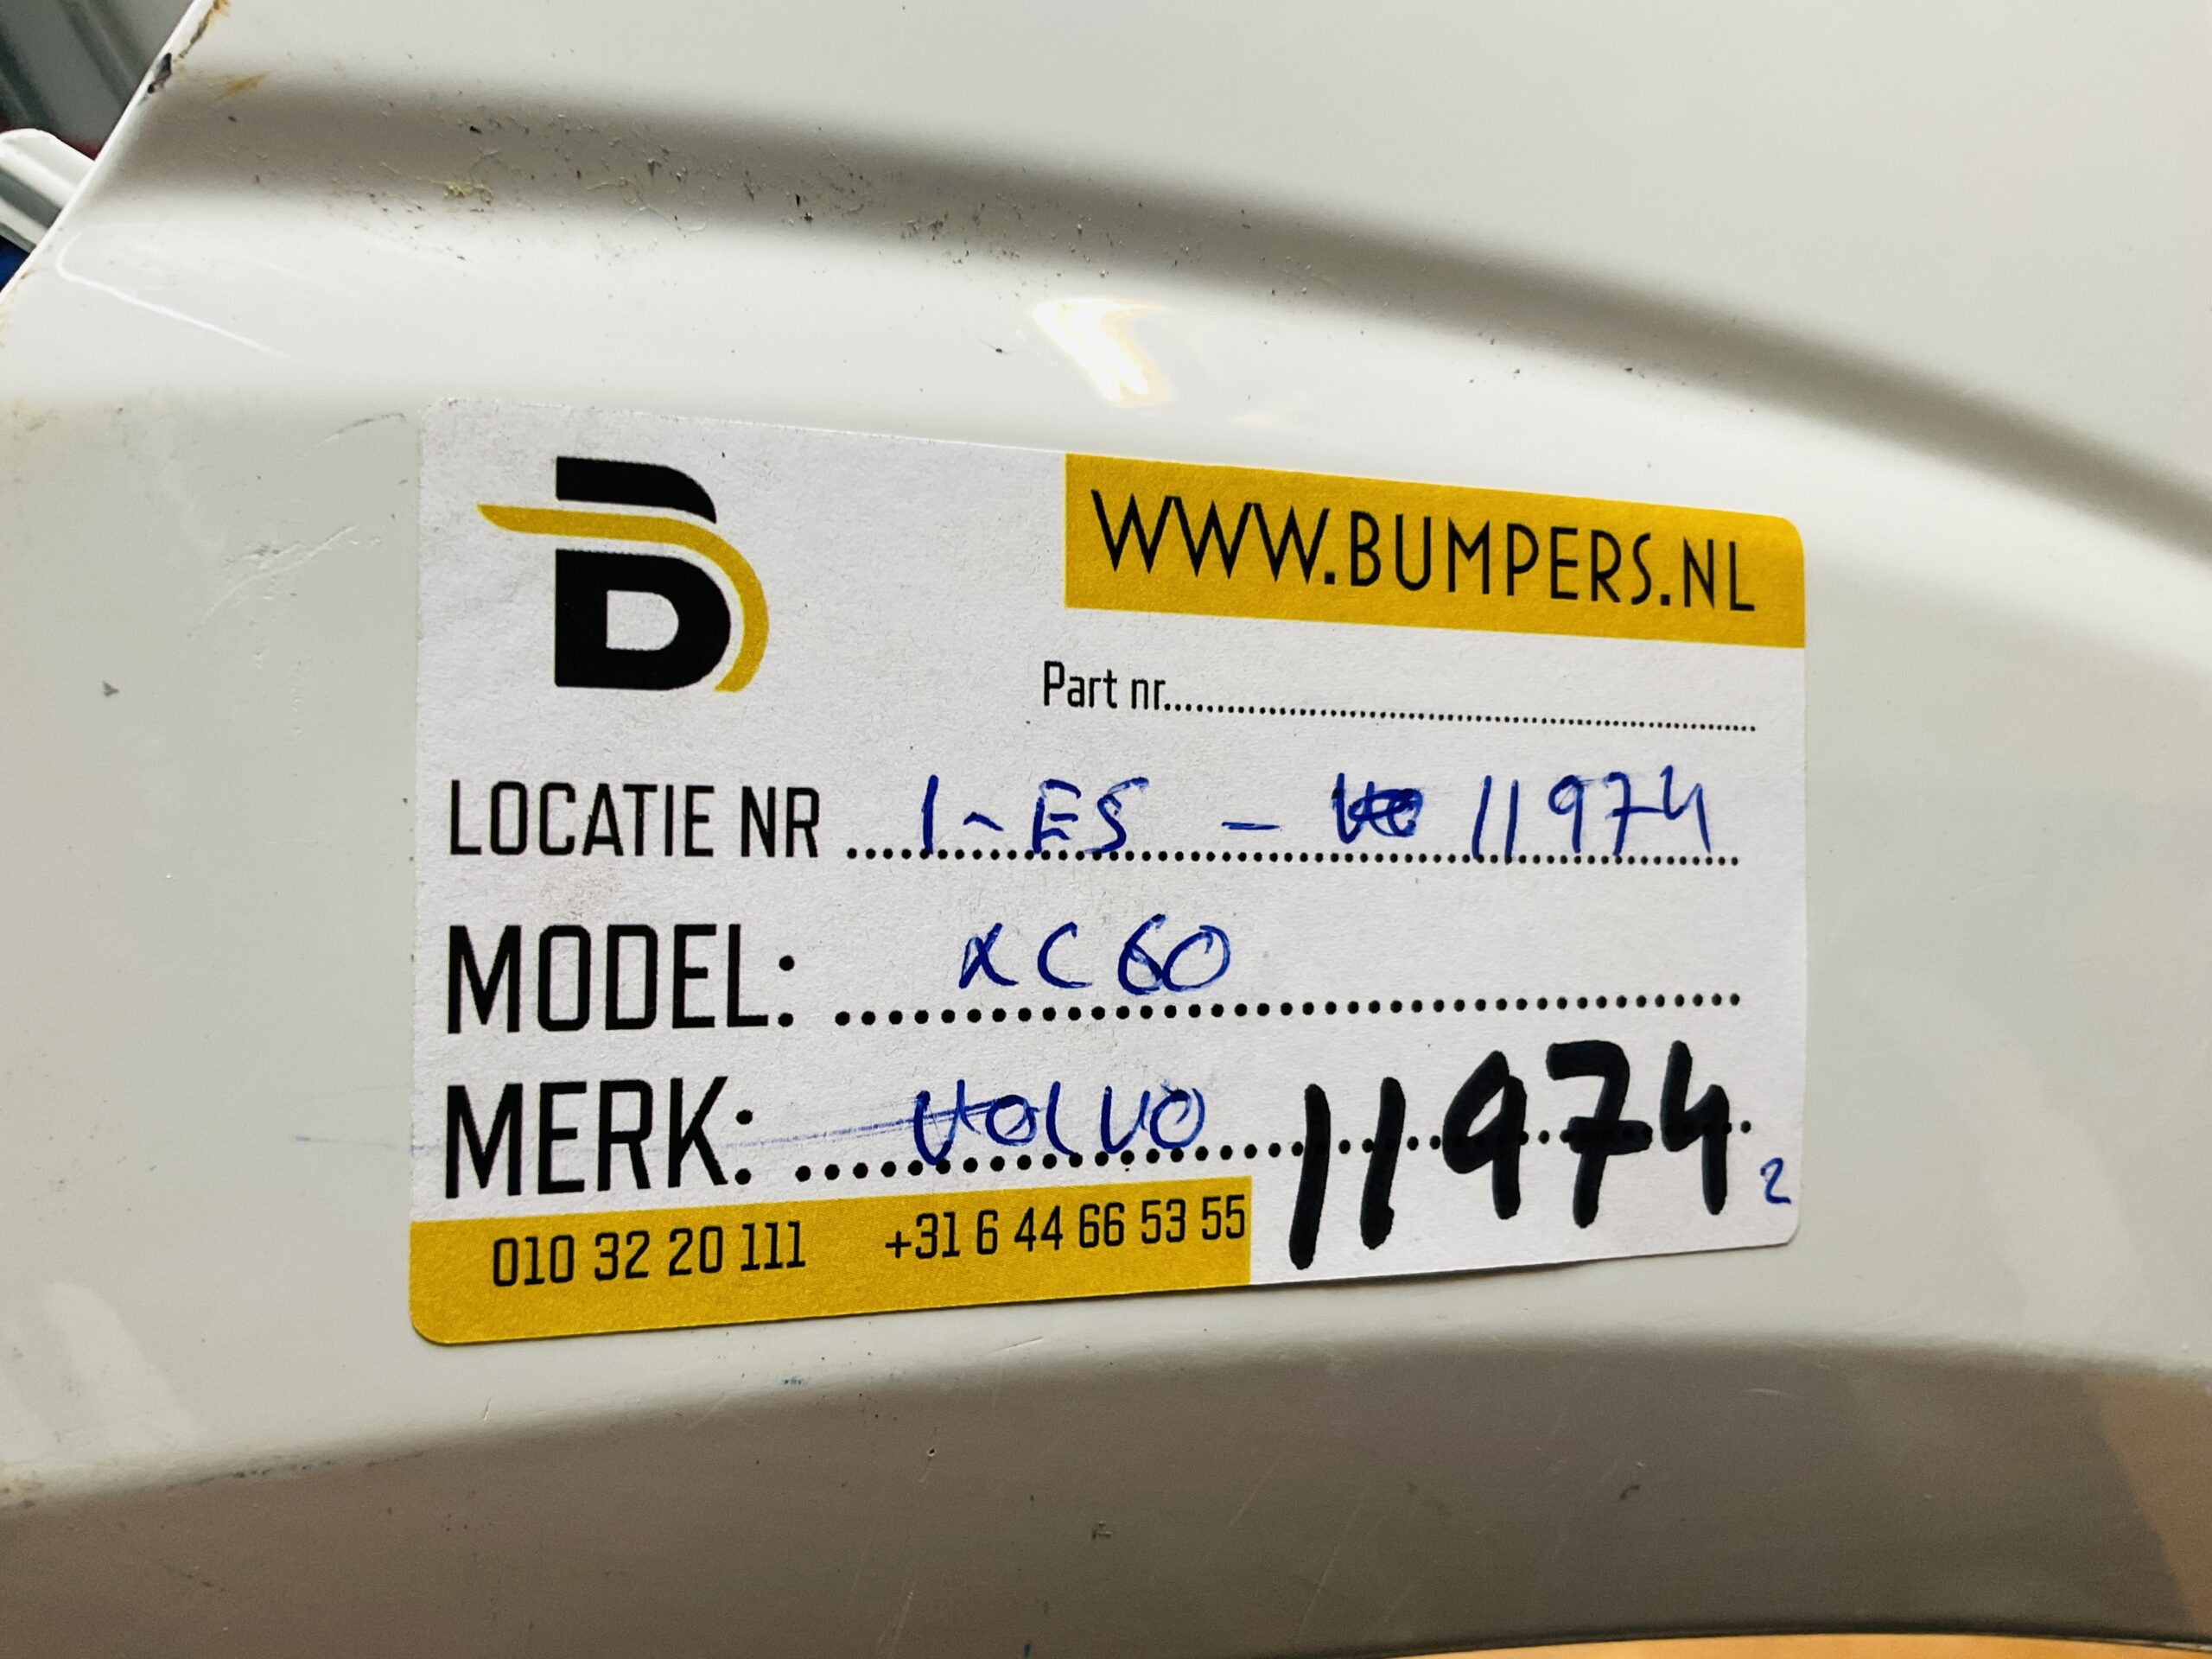 B
WWW.BUMPERS.NL
Part nr.
LOCATIE NR 1-ES - 11974
MODEL: XC60
MERK: VOLVO 11974
2
010 32 20 111 +31 6 44 66 53 55